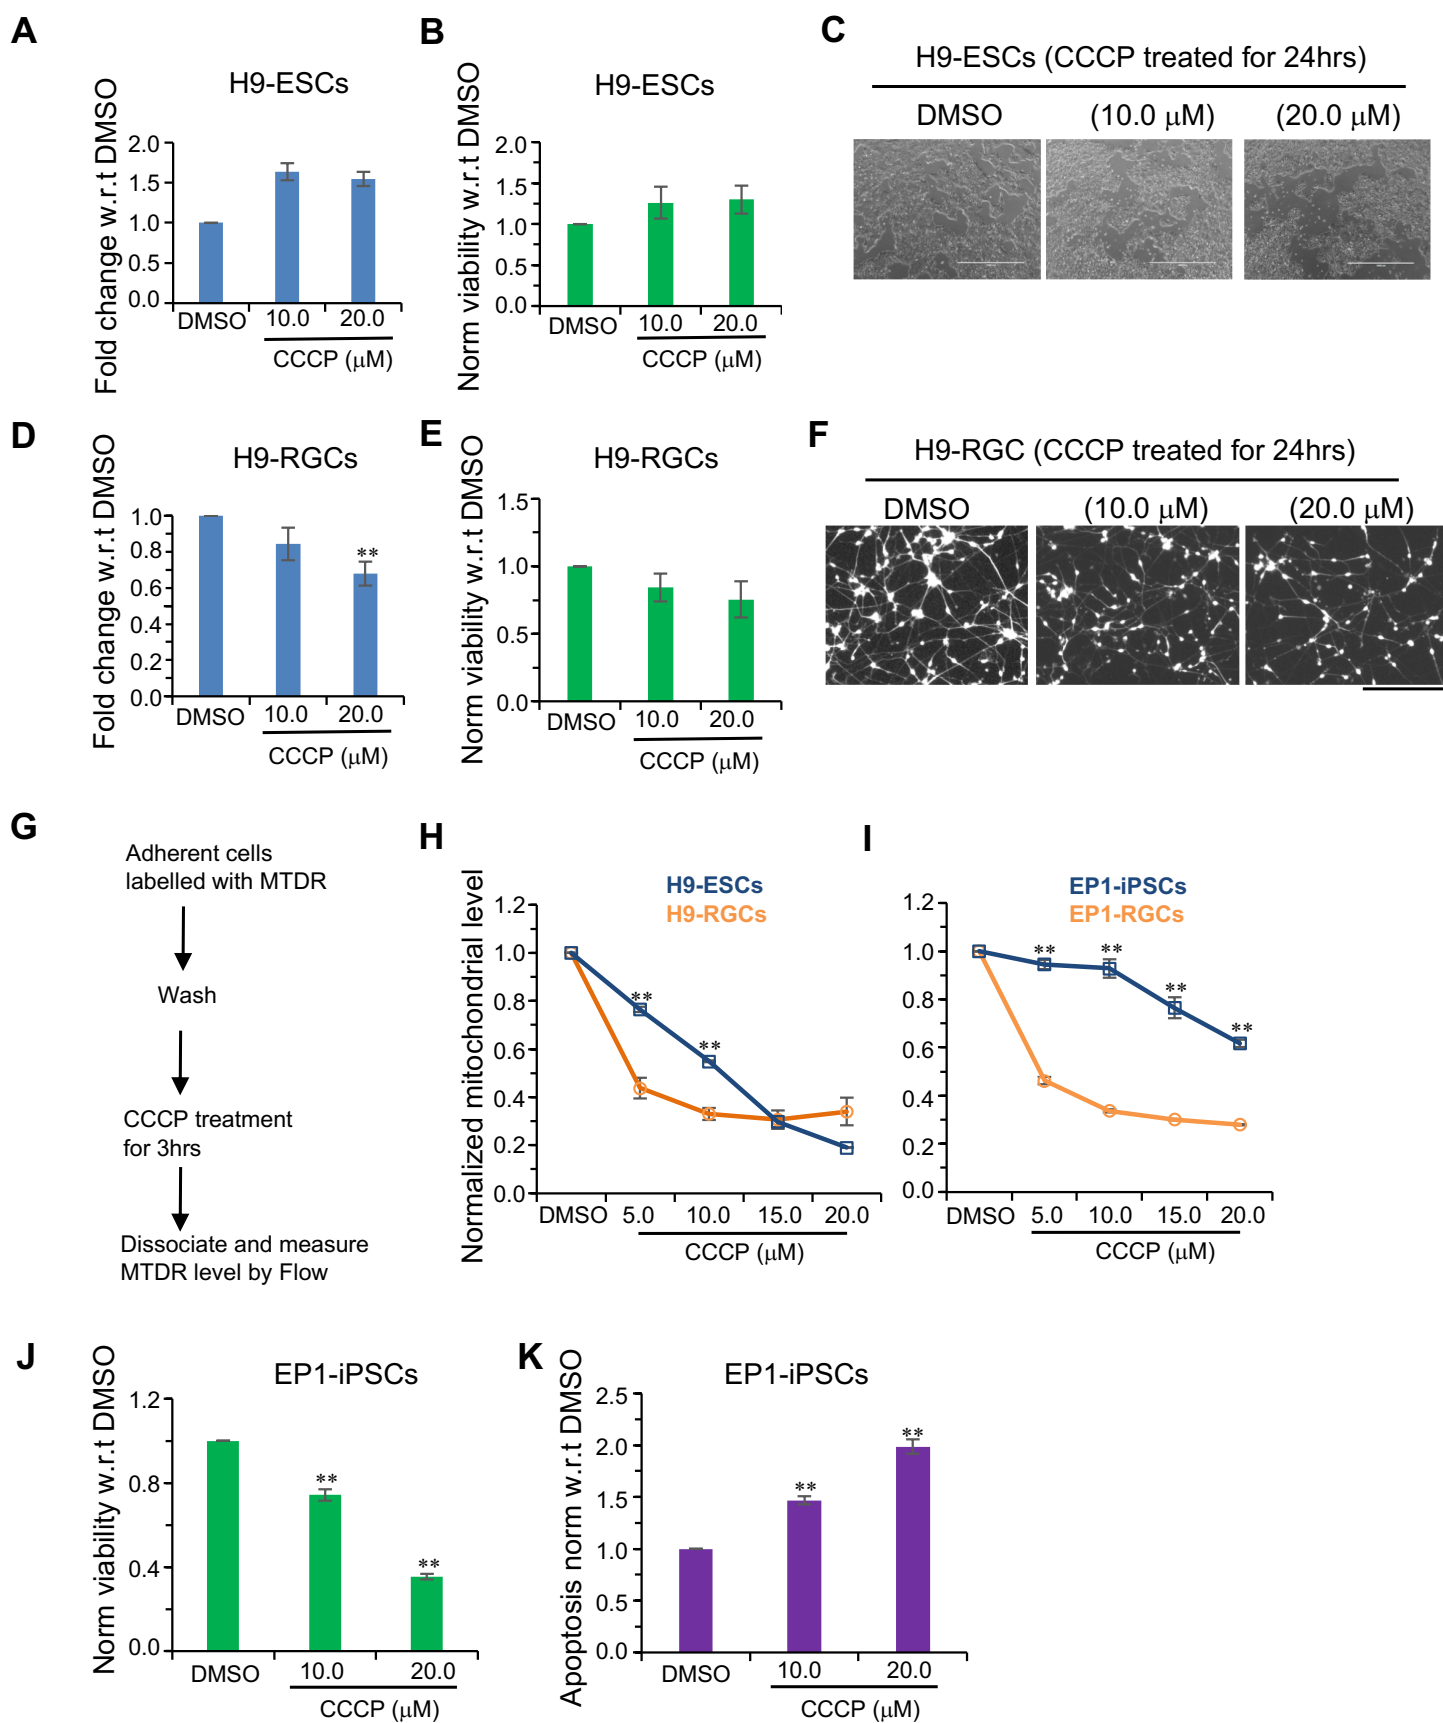 A
H9-ESCs
Fold change w.r.t DMSO
2.0
1.5
1.0
0.5
0.0
DMSO
10.0
20.0
CCCP (μM)
B
H9-ESCs
Norm viability w.r.t DMSO
2.0
1.5
1.0
0.5
0.0
DMSO
10.0
20.0
CCCP (μM)
C
H9-ESCs (CCCP treated for 24hrs)
DMSO
(10.0 μM)
(20.0 μM)
D
H9-RGCs
Fold change w.r.t DMSO
1.0
0.8
0.6
0.4
0.2
0.0
**
DMSO
10.0
20.0
CCCP (μM)
E
H9-RGCs
Norm viability w.r.t DMSO
1.5
1.0
0.5
0.0
DMSO
10.0
20.0
CCCP (μM)
F
H9-RGC (CCCP treated for 24hrs)
DMSO
(10.0 μM)
(20.0 μM)
G
Adherent cells
labelled with MTDR
Wash
CCCP treatment
for 3hrs
Dissociate and measure
MTDR level by Flow
H
H9-ESCs
H9-RGCs
Normalized mitochondrial level
1.2
1.0
0.8
0.6
0.4
0.2
0.0
**
**
DMSO
5.0
10.0
15.0
20.0
CCCP (μM)
I
EP1-iPSCs
EP1-RGCs
1.2
1.0
0.8
0.6
0.4
0.2
0.0
**
**
**
**
DMSO
5.0
10.0
15.0
20.0
CCCP (μM)
J
EP1-iPSCs
Norm viability w.r.t DMSO
1.2
0.8
0.4
0.0
**
**
DMSO
10.0
20.0
CCCP (μM)
K
EP1-iPSCs
Apoptosis norm w.r.t DMSO
2.5
2.0
1.5
1.0
0.5
0.0
**
**
DMSO
10.0
20.0
CCCP (μM)